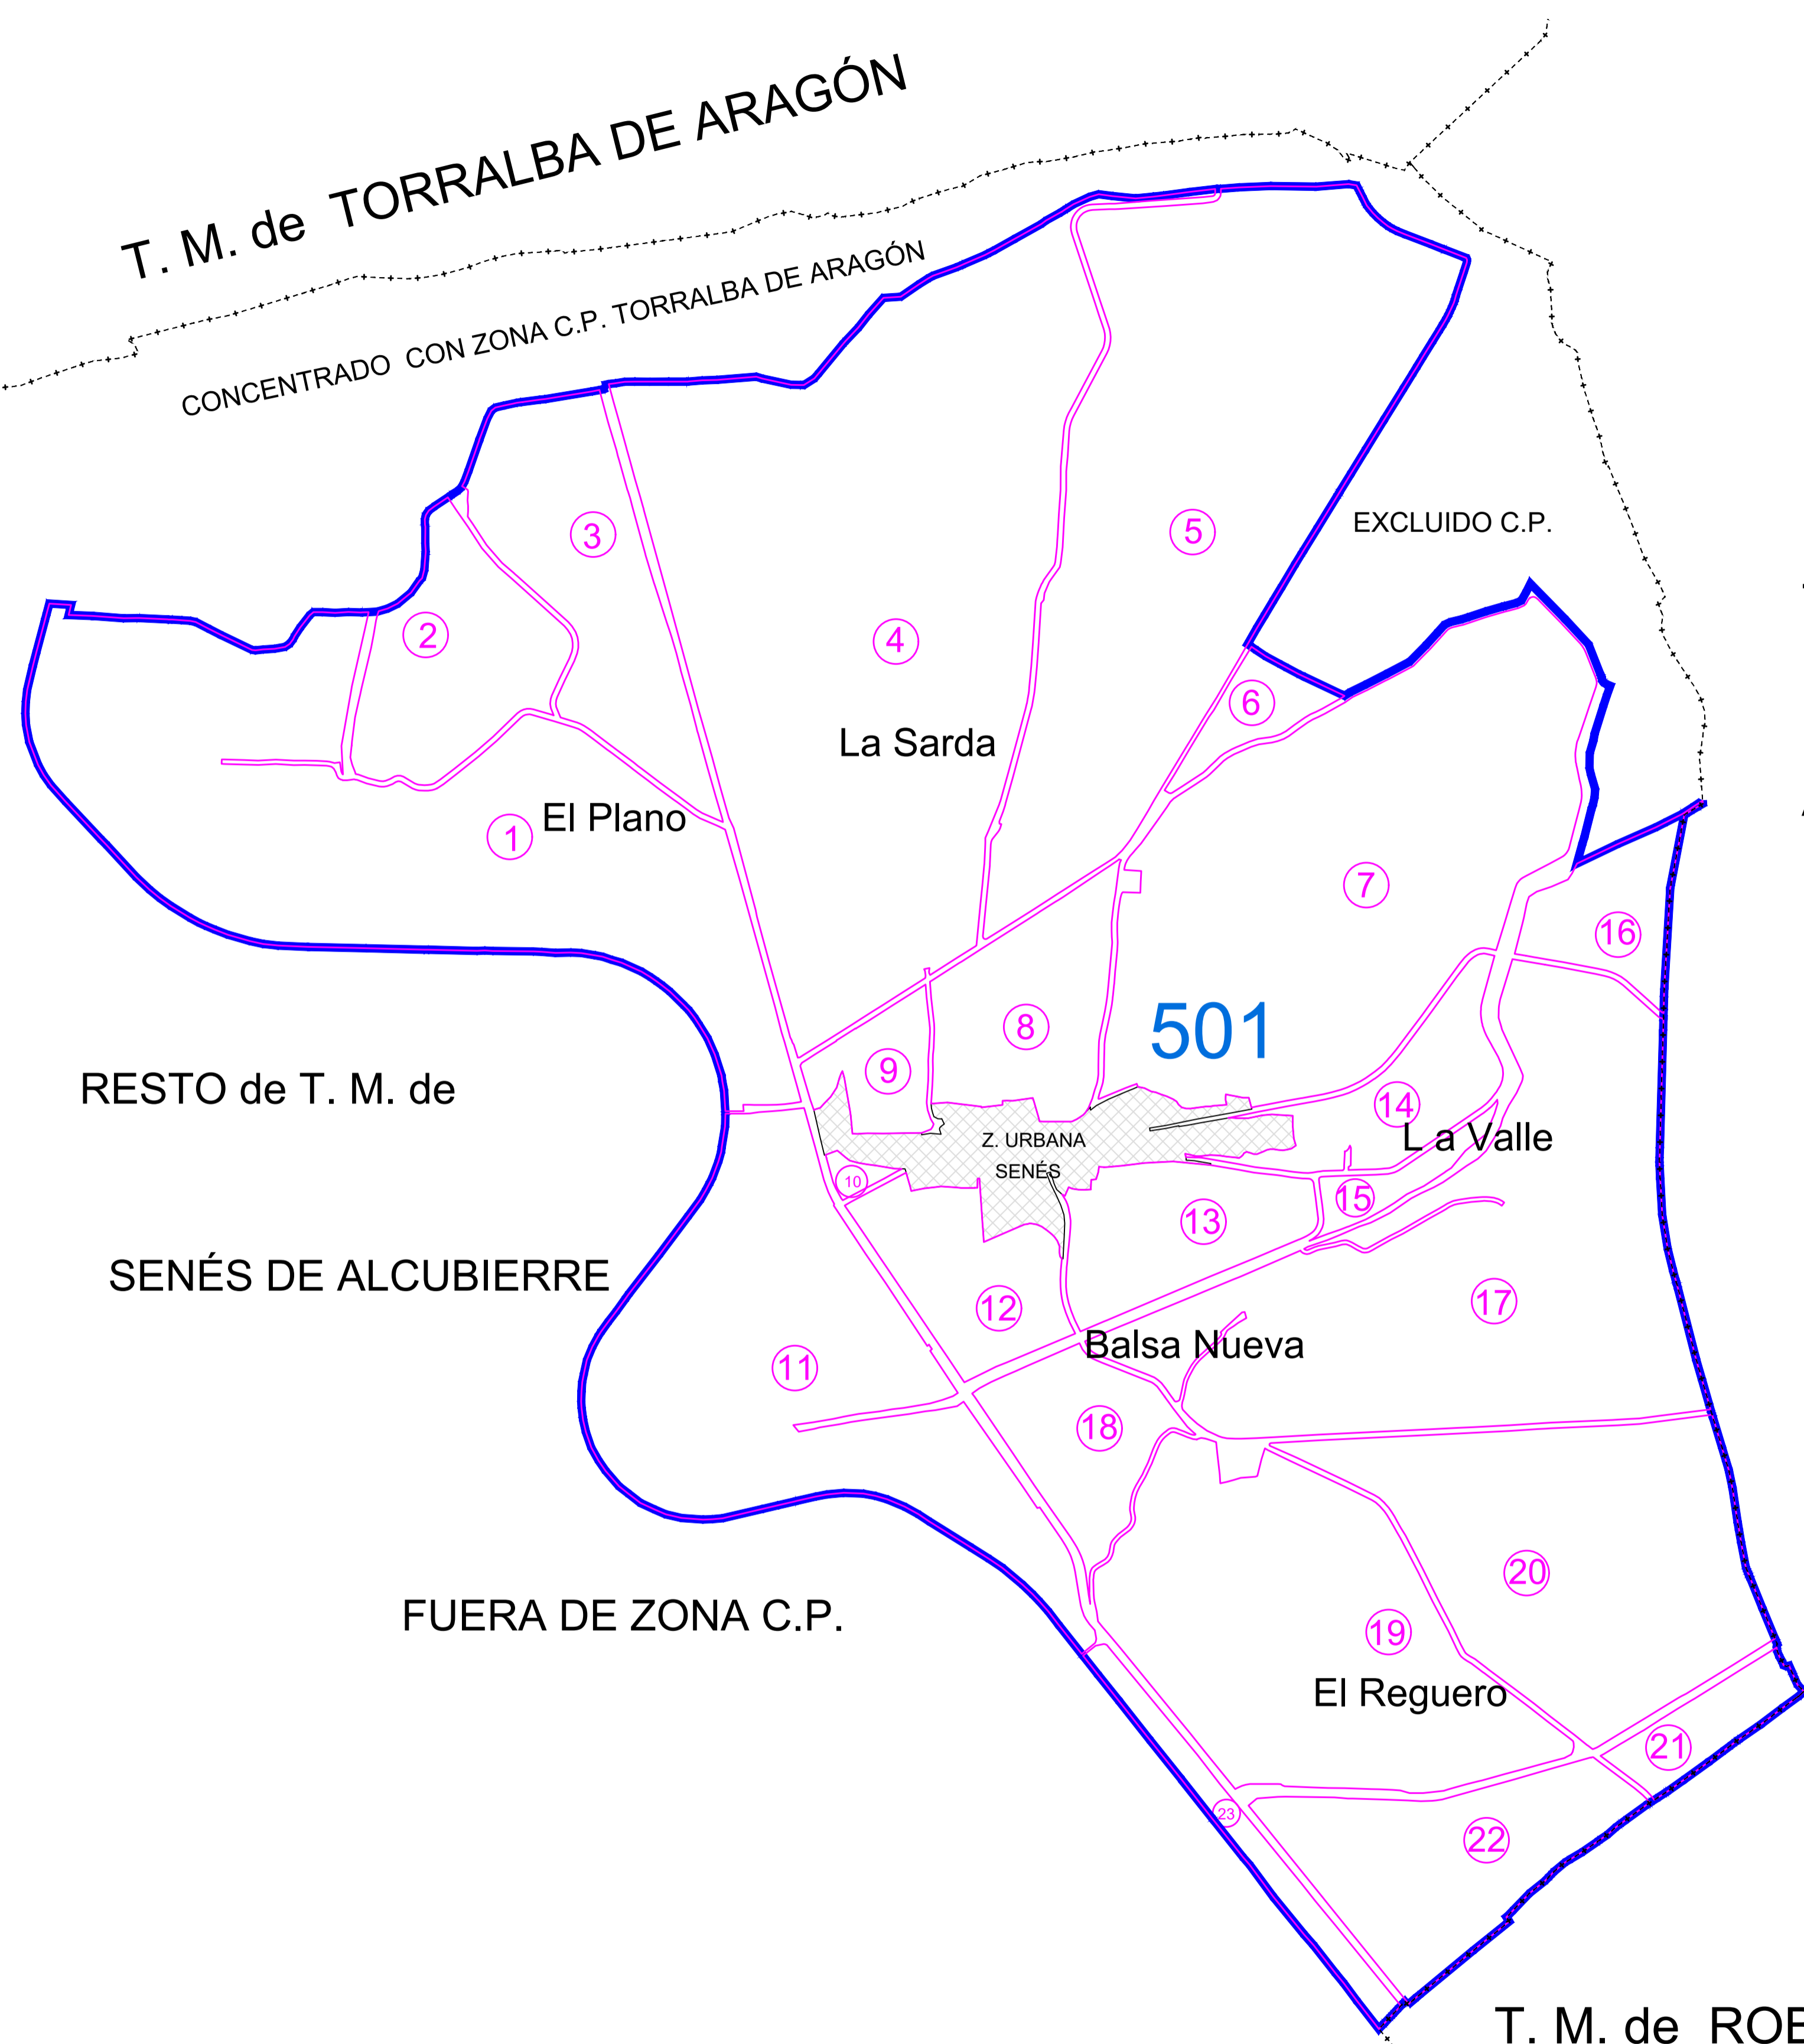 T. M. de TORRALBA DE ARAGÓN
CONCENTRADO CON ZONA C.P. TORRALBA DE ARAGÓN
EXCLUIDO C.P.
3
5
2
4
6
La Sarda
1
El Plano
7
16
8
501
9
RESTO de T. M. de
14
Z. URBANA
SENÉS
L a Valle
10
15
13
SENÉS DE ALCUBIERRE
12
17
Balsa Nueva
11
18
20
FUERA DE ZONA C.P.
19
El Reguero
21
23
22
T. M. de